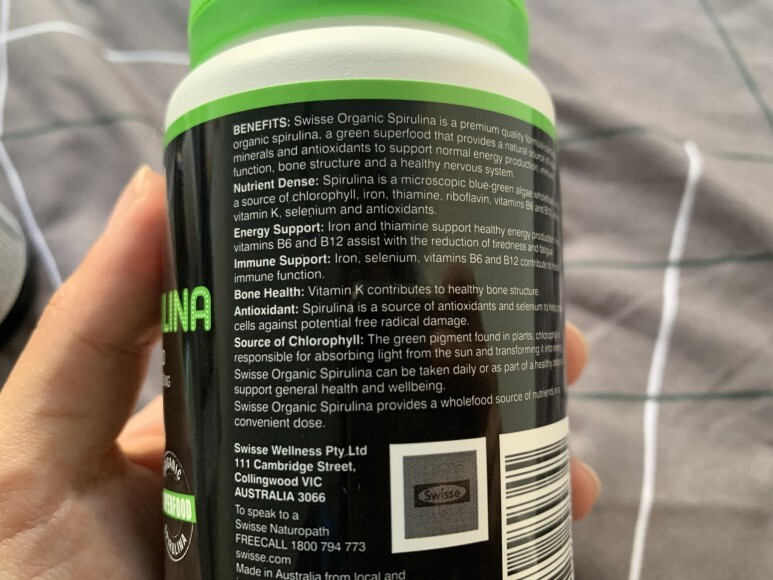 BENEFITS: Swisse Organic Spirulina is a premium quality
organic spirulina, a green superfood that provides a natural source of
minerals and antioxidants to support normal energy production,
function, bone structure and a healthy nervous system.
Nutrient Dense: Spirulina is a microscopic blue-green algae
a source of chlorophyll, iron, thiamine, riboflavin, vitamins B6 and
vitamin K, selenium and antioxidants.
Energy Support: Iron and thiamine support healthy energy
vitamins B6 and B12 assist with the reduction of tiredness and
Immune Support: Iron, selenium, vitamins B6 and B12 contribute
immune function.
Bone Health: Vitamin K contributes to healthy bone structure.
Antioxidant: Spirulina is a source of antioxidants and selenium to
cells against potential free radical damage.
Source of Chlorophyll: The green pigment found in plants,
responsible for absorbing light from the sun and transforming it
Swisse Organic Spirulina can be taken daily or as part of a healthy
support general health and wellbeing.
Swisse Organic Spirulina provides a wholefood source of nutrients
convenient dose.
Swisse Wellness Pty Ltd
111 Cambridge Street,
Collingwood VIC
AUSTRALIA 3066
To speak to a
Swisse Naturopath
FREECALL 1800 794 773
swisse.com
Made in Australia from local and
Swisse
LINA